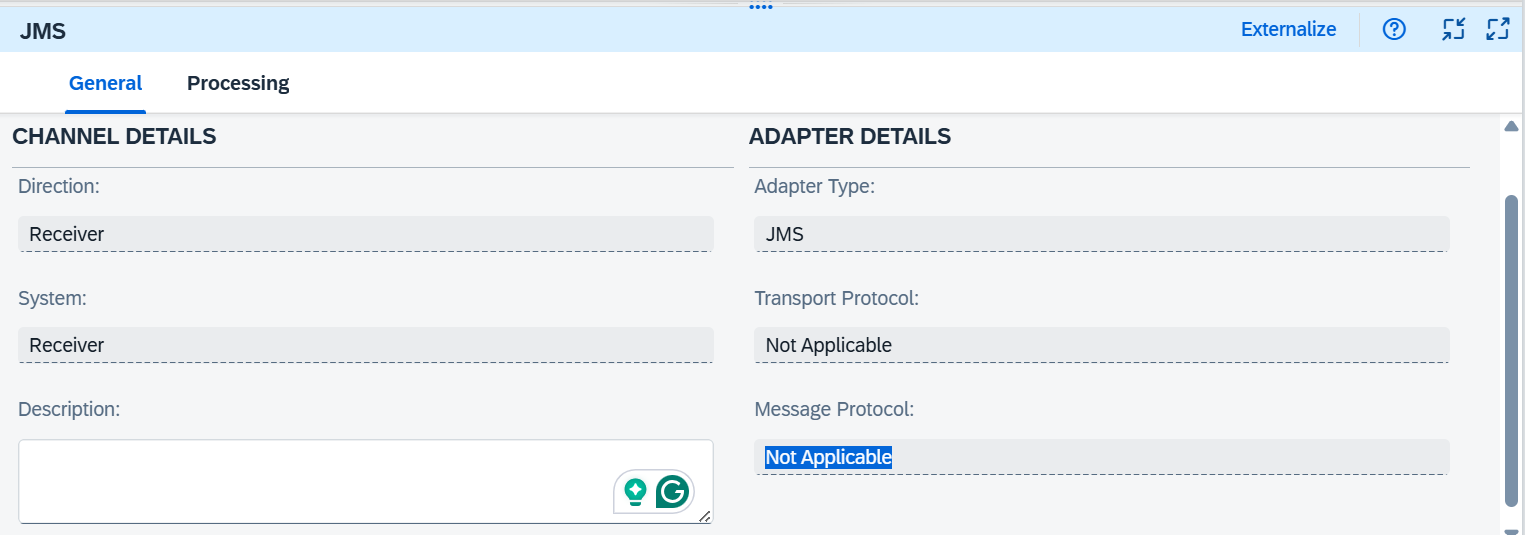 JMS
Externalize
General
Processing
CHANNEL DETAILS
Direction:
Receiver
System:
Receiver
Description:
ADAPTER DETAILS
Adapter Type:
JMS
Transport Protocol:
Not Applicable
Message Protocol:
Not Applicable